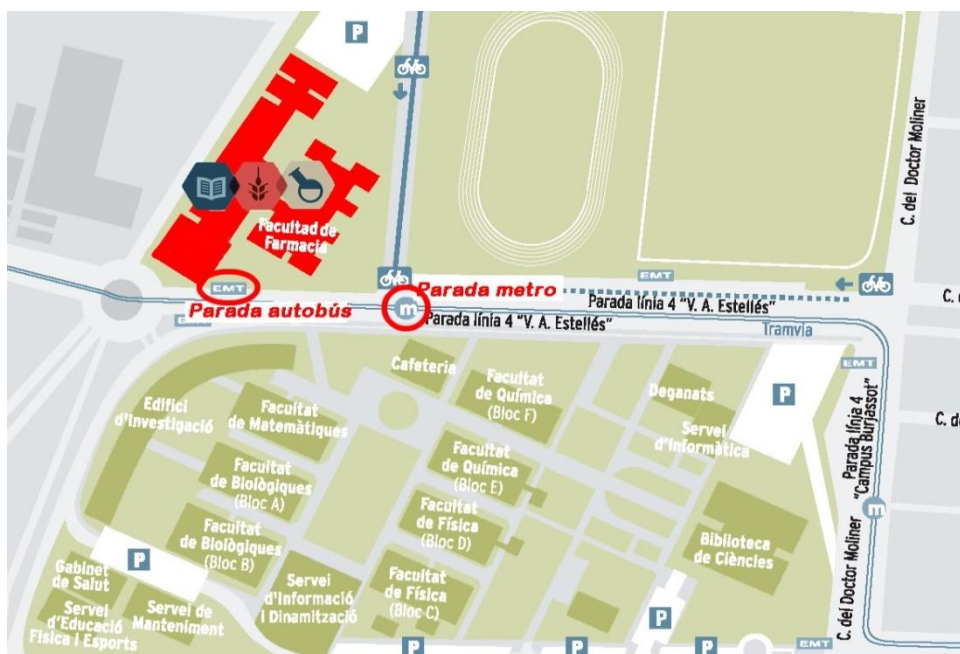 P
C. del Doctor Moliner
Facultad de
Farmacia
EMT
Parada metro
EMT
C. d
Parada autobús
m
Parada línia 4 "V. A. Estellés"
Parada línia 4 "V. A. Estellés"
EMT
Tramvia
Cafeteria
EMT
Facultat
de Química
(Bloc F)
Deganats
P
Edifici
d'Investigació
Facultat
de Matemàtiques
Servei
d'Informàtica
Parada línia 4
"Campus Burjassot"
C. de
Facultat
de Biològiques
(Bloc A)
Facultat
de Química
(Bloc E)
m
Facultat
de Física
(Bloc D)
Facultat
de Biològiques
(Bloc B)
Biblioteca
de Ciències
P
Gabinet
de Salut
Servei
d'Informació
i Dinamització
Facultat
de Física
(Bloc C)
C. del Doctor Moliner
Servei
d'Educació
Física i Esports
Servei de
Manteniment
P
P
P
P
EMT